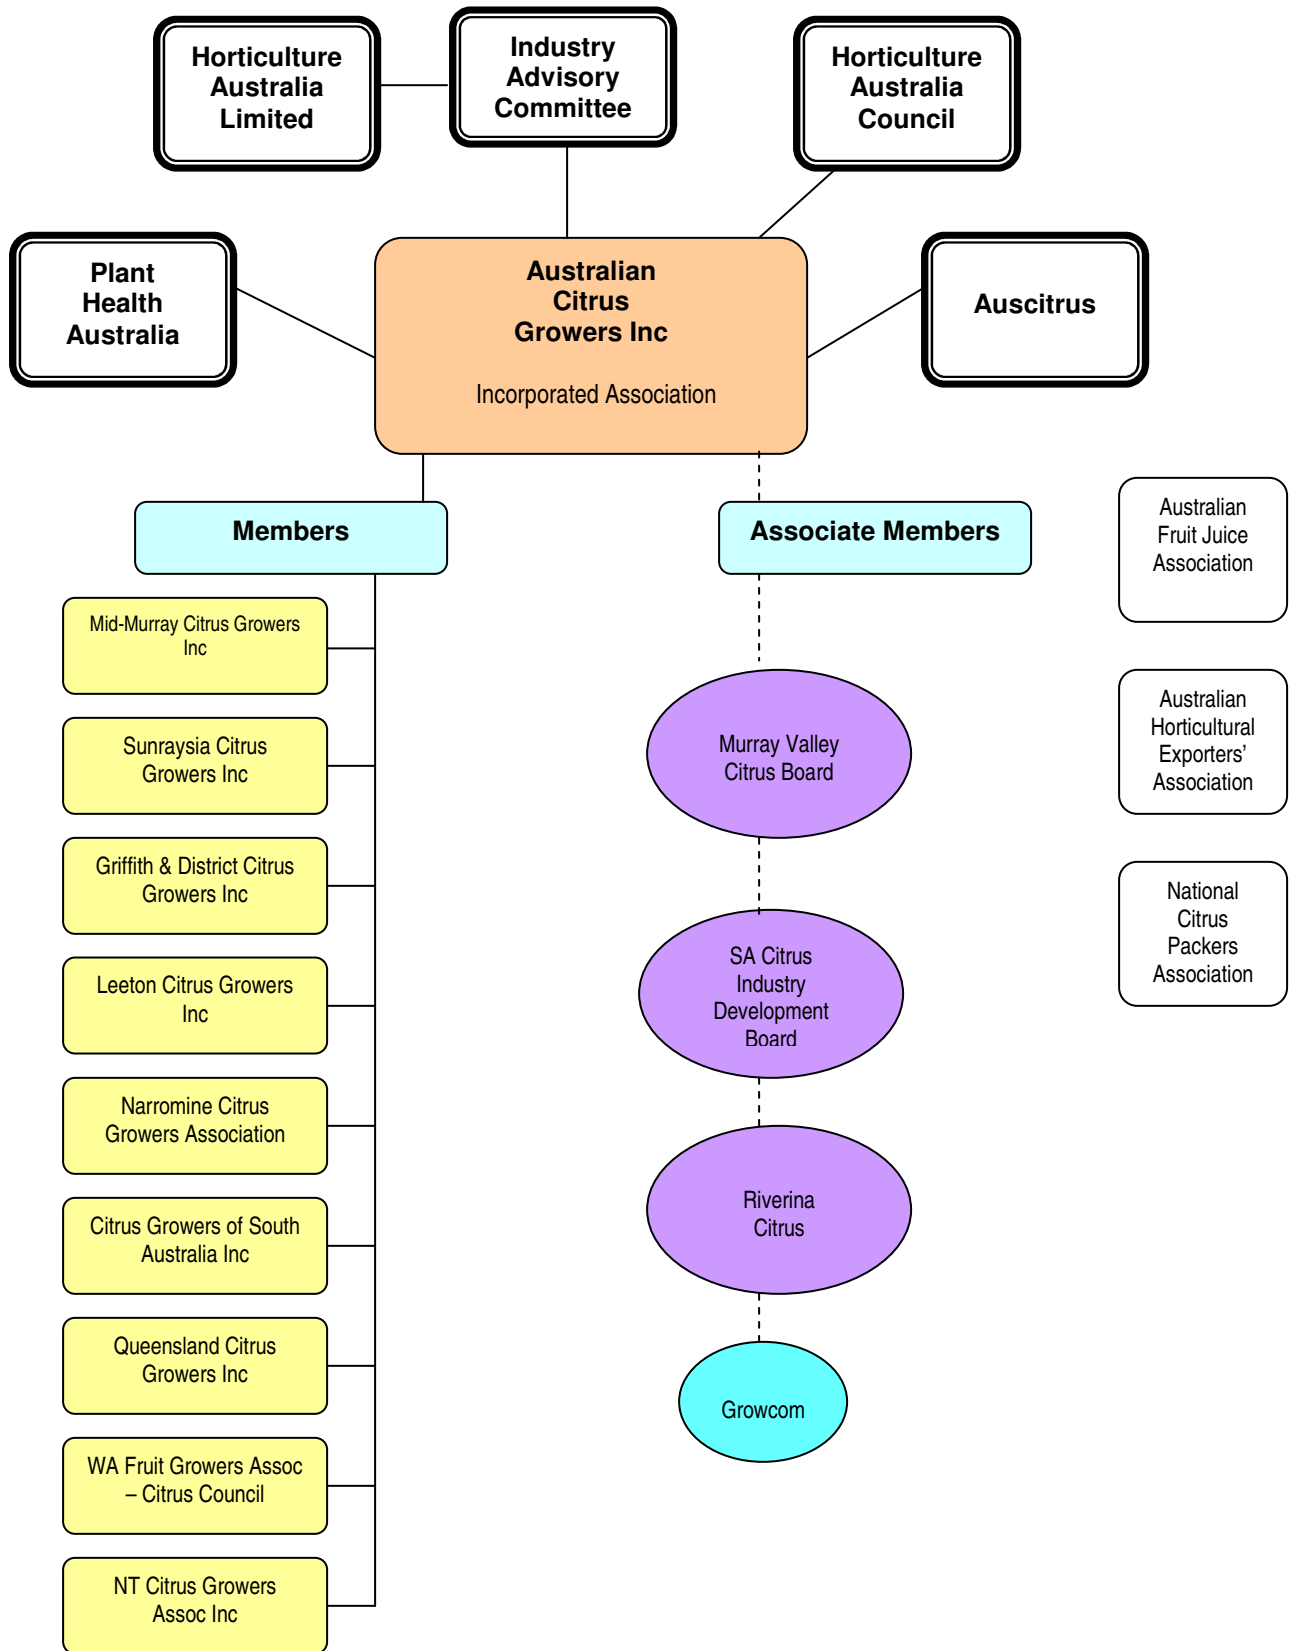 Horticulture
Australia
Limited
Industry
Advisory
Committee
Horticulture
Australia
Council
Plant
Health
Australia
Australian
Citrus
Growers Inc
Incorporated Association
Auscitrus
Members
Associate Members
Mid-Murray Citrus Growers
Inc
Sunraysia Citrus
Growers Inc
Griffith & District Citrus
Growers Inc
Leeton Citrus Growers
Inc
Narromine Citrus
Growers Association
Citrus Growers of South
Australia Inc
Queensland Citrus
Growers Inc
WA Fruit Growers Assoc
– Citrus Council
NT Citrus Growers
Assoc Inc
Murray Valley
Citrus Board
SA Citrus
Industry
Development
Board
Riverina
Citrus
Growcom
Australian
Fruit Juice
Association
Australian
Horticultural
Exporters’
Association
National
Citrus
Packers
Association